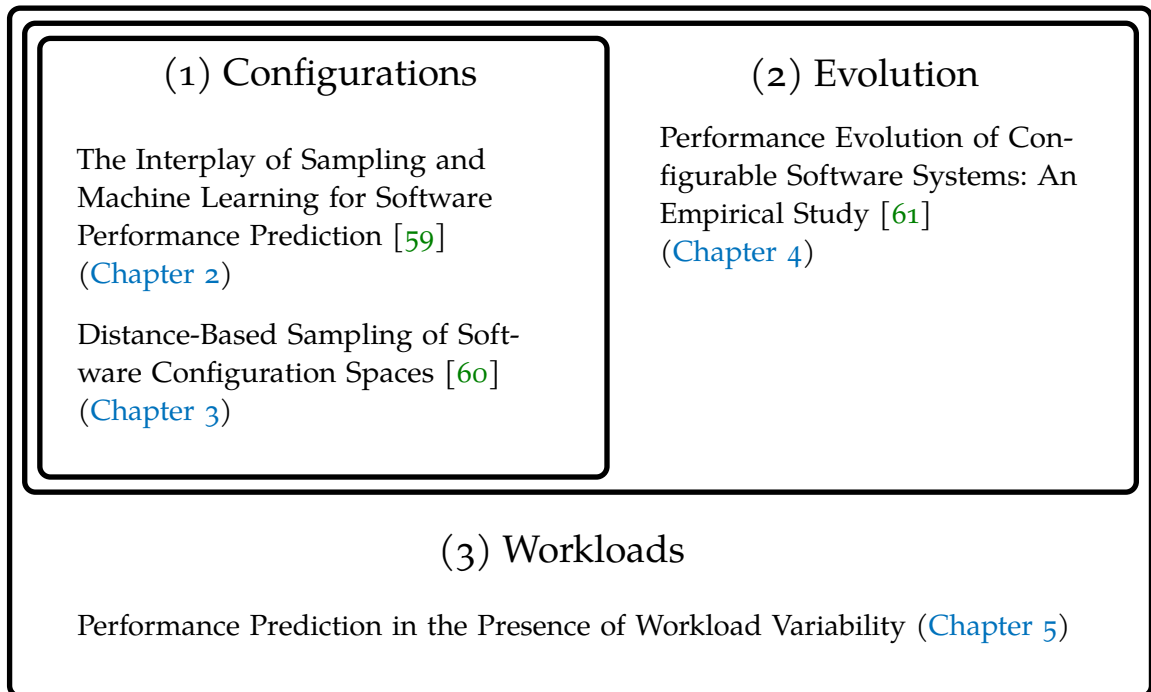 (1) Configurations
The Interplay of Sampling and
Machine Learning for Software
Performance Prediction [59]
(Chapter 2)
Distance-Based Sampling of Soft-
ware Configuration Spaces [60]
(Chapter 3)
(2) Evolution
Performance Evolution of Con-
figurable Software Systems: An
Empirical Study [61]
(Chapter 4)
(3) Workloads
Performance Prediction in the Presence of Workload Variability (Chapter 5)